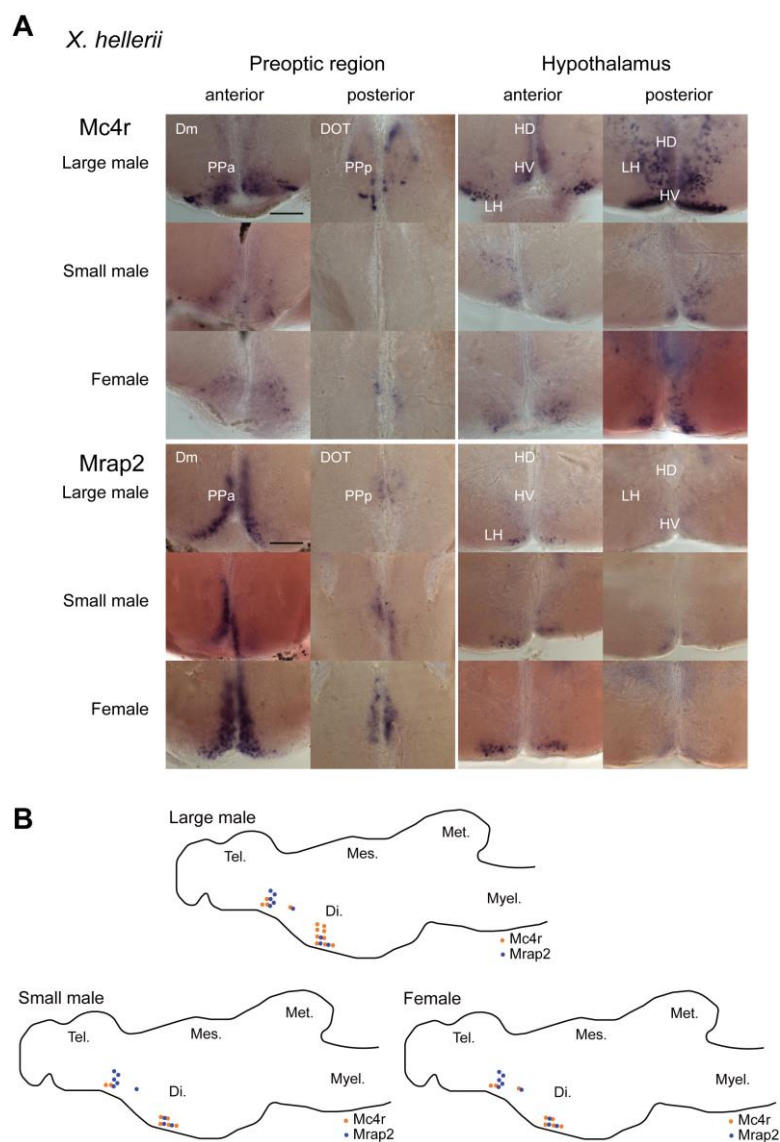 A
X. hellerii
Preoptic region Hypothalamus
anterior posterior anterior posterior
Mc4r
Large male
Dm DOT HD HD
PPa PPp HV LH
LH HV
Small male
Female
Mrap2
Large male
Dm DOT HD HD
PPa PPp HV LH
LH HV
Small male
Female
B
Large male
Tel. Mes. Met.
Di. Myel.
Mc4r
Mrap2
Small male
Tel. Mes. Met.
Di. Myel.
Mc4r
Mrap2
Female
Tel. Mes. Met.
Di. Myel.
Mc4r
Mrap2